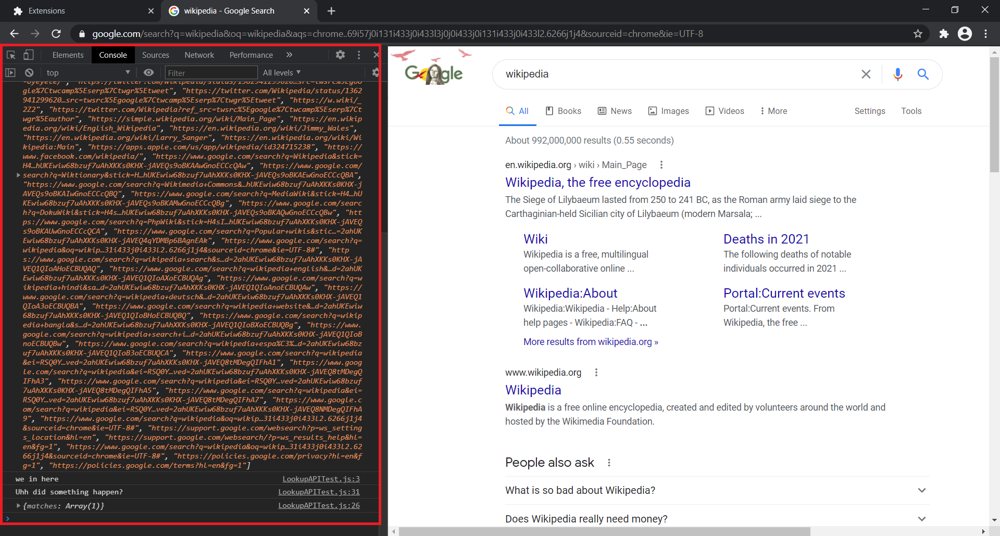 Extensions
wikipedia - Google Search
google.com/search?q=wikipedia&oq=wikipedia&aqs=chrome..69i57j0i131i433j0i433l3j0j0i433j0i131i433j0i433l2.6266j1j4&sourceid=chrome&ie=UTF-8
Elements Console Sources Network Performance
top Filter All levels
gle%7Ctwcamp%5Eserp%7Ctwgr%5Etweet", "https://twitter.com/Wikipedia/status/1362
941299620…src=twsrc%5Egoogle%7Ctwcamp%5Eserp%7Ctwgr%5Etweet", "https://w.wiki/_
2Z2", "https://twitter.com/Wikipedia?ref_src=twsrc%5Egoogle%7Ctwcamp%5Eserp%7Ct
wgr%5Eauthor", "https://simple.wikipedia.org/wiki/Main_Page", "https://en.wikip
edia.org/wiki/English_Wikipedia", "https://en.wikipedia.org/wiki/Jimmy_Wales",
"https://en.wikipedia.org/wiki/Larry_Sanger", "https://en.wikipedia.org/wiki/Wi
kipedia:Main", "https://apps.apple.com/us/app/wikipedia/id324715238", "https://
www.facebook.com/wikipedia/", "https://www.google.com/search?q=Wikipedia&stick=
H4…hUKEwiw68bzuf7uAhXKKs0KHX-jAVEQs9oBKAAwGnoECCcQAw", "https://www.google.com/
search?q=Wiktionary&stick=H…hUKEwiw68bzuf7uAhXKKs0KHX-jAVEQs9oBKAEwGnoECCcQBA",
"https://www.google.com/search?q=Wikimedia+Commons&…hUKEwiw68bzuf7uAhXKKs0KHX-j
AVEQs9oBKAIwGnoECCcQBQ", "https://www.google.com/search?q=MediaWiki&stick=H4…hU
KEwiw68bzuf7uAhXKKs0KHX-jAVEQs9oBKAMwGnoECCcQBg", "https://www.google.com/searc
h?q=DokuWiki&stick=H4s…hUKEwiw68bzuf7uAhXKKs0KHX-jAVEQs9oBKAQwGnoECCcQBw", "htt
ps://www.google.com/search?q=PhpWiki&stick=H4sI…hUKEwiw68bzuf7uAhXKKs0KHX-jAVEQ
s9oBKAUwGnoECCcQCA", "https://www.google.com/search?q=Popular+wikis&stic…=2ahUK
Ewiw68bzuf7uAhXKKs0KHX-jAVEQ4qYDMBp6BAgnEAk", "https://www.google.com/search?q=
wikipedia&oq=wikip…31i433j0i433l2.6266j1j4&sourceid=chrome&ie=UTF-8#", "http
s://www.google.com/search?q=wikipedia+search&s…d=2ahUKEwiw68bzuf7uAhXKKs0KHX-jA
VEQ1QIoAHoECBUQAQ", "https://www.google.com/search?q=wikipedia+english&…d=2ahUK
Ewiw68bzuf7uAhXKKs0KHX-jAVEQ1QIoAXoECBUQAg", "https://www.google.com/search?q=w
ikipedia+hindi&sa…d=2ahUKEwiw68bzuf7uAhXKKs0KHX-jAVEQ1QIoAnoECBUQAw", "https://
www.google.com/search?q=wikipedia+deutsch&…d=2ahUKEwiw68bzuf7uAhXKKs0KHX-jAVEQ1
QIoA3oECBUQBA", "https://www.google.com/search?q=wikipedia+website&…d=2ahUKEwiw
68bzuf7uAhXKKs0KHX-jAVEQ1QIoBHoECBUQBQ", "https://www.google.com/search?q=wikip
edia+bangla&s…d=2ahUKEwiw68bzuf7uAhXKKs0KHX-jAVEQ1QIoBXoECBUQBg", "https://www.
google.com/search?q=wikipedia+search+i…d=2ahUKEwiw68bzuf7uAhXKKs0KHX-jAVEQ1QIoB
noECBUQBw", "https://www.google.com/search?q=wikipedia+espa%C3%…d=2ahUKEwiw68bz
uf7uAhXKKs0KHX-jAVEQ1QIoB3oECBUQCA", "https://www.google.com/search?q=wikipedia
&ei=RSQ0Y…ved=2ahUKEwiw68bzuf7uAhXKKs0KHX-jAVEQ8tMDegQIFhA1", "https://www.goog
le.com/search?q=wikipedia&ei=RSQ0Y…ved=2ahUKEwiw68bzuf7uAhXKKs0KHX-jAVEQ8tMDegQ
IFhA3", "https://www.google.com/search?q=wikipedia&ei=RSQ0Y…ved=2ahUKEwiw68bzuf
7uAhXKKs0KHX-jAVEQ8tMDegQIFhA5", "https://www.google.com/search?q=wikipedia&ei=
RSQ0Y…ved=2ahUKEwiw68bzuf7uAhXKKs0KHX-jAVEQ8tMDegQIFhA7", "https://www.google.c
om/search?q=wikipedia&ei=RSQ0Y…ved=2ahUKEwiw68bzuf7uAhXKKs0KHX-jAVEQ8NMDegQIFhA
9", "https://www.google.com/search?q=wikipedia&oq=wikip…31i433j0i433l2.6266j1j4
&sourceid=chrome&ie=UTF-8#", "https://support.google.com/websearch?p=ws_setting
s_location&hl=en", "https://support.google.com/websearch/?p=ws_results_help&hl=
en&fg=1", "https://www.google.com/search?q=wikipedia&oq=wikip…31i433j0i433l2.62
66j1j4&sourceid=chrome&ie=UTF-8#", "https://policies.google.com/privacy?hl=en&f
g=1", "https://policies.google.com/terms?hl=en&fg=1"]
we in here LookupAPITest.js:3
Uhh did something happen? LookupAPITest.js:31
{matches: Array(1)} LookupAPITest.js:26
Google
wikipedia
All Books News Images Videos More Settings Tools
About 992,000,000 results (0.55 seconds)
en.wikipedia.org › wiki › Main_Page
Wikipedia, the free encyclopedia
The Siege of Lilybaeum lasted from 250 to 241 BC, as the Roman army laid siege to the
Carthaginian-held Sicilian city of Lilybaeum (modern Marsala; ...
Wiki
Wikipedia is a free, multilingual
open-collaborative online ...
Deaths in 2021
The following deaths of notable
individuals occurred in 2021 ...
Wikipedia:About
Wikipedia:Wikipedia - Help:About
help pages - Wikipedia:FAQ - ...
Portal:Current events
Portal:Current events. From
Wikipedia, the free ...
More results from wikipedia.org »
www.wikipedia.org
Wikipedia
Wikipedia is a free online encyclopedia, created and edited by volunteers around the world and
hosted by the Wikimedia Foundation.
People also ask
What is so bad about Wikipedia?
Does Wikipedia really need money?